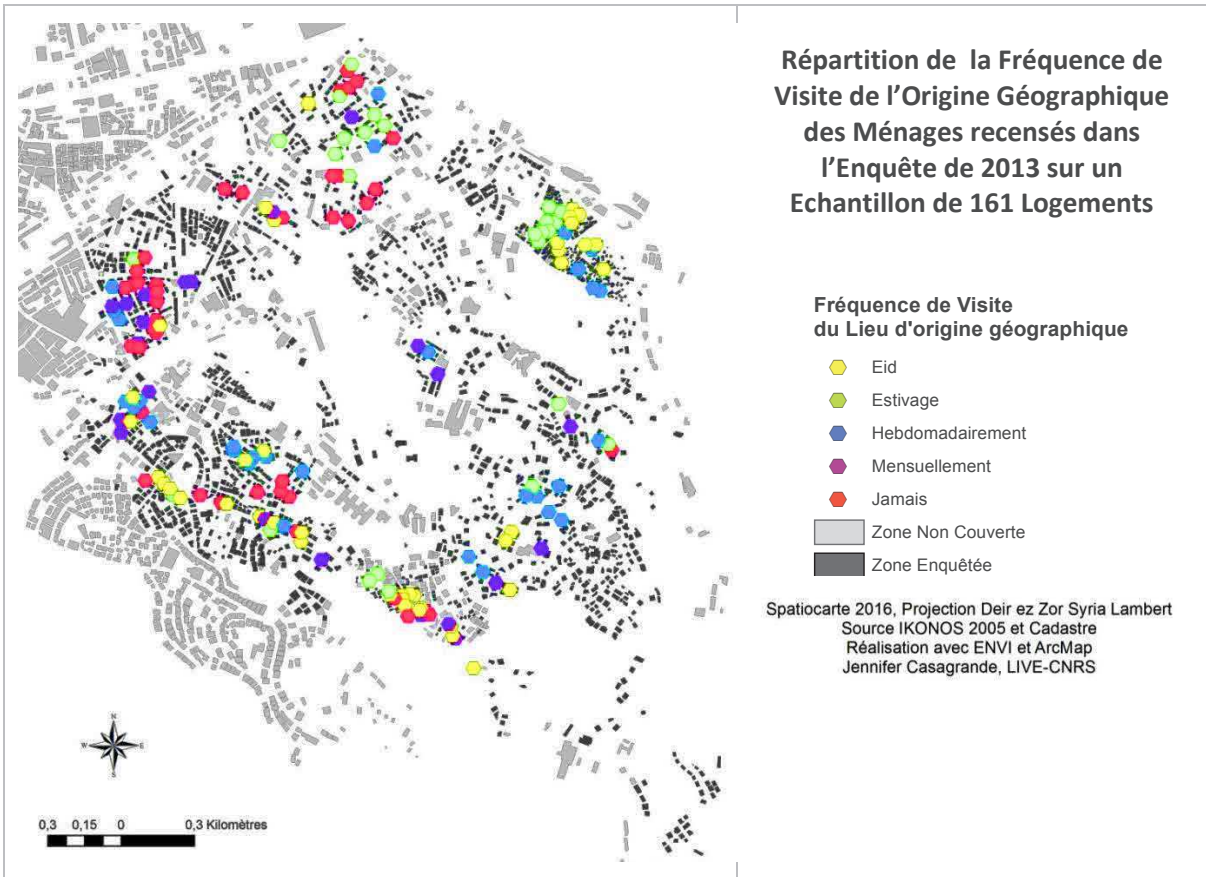 Répartition de la Fréquence de
Visite de l'Origine Géographique
des Ménages recensés dans
l'Enquête de 2013 sur un
Echantillon de 161 Logements
Fréquence de Visite
du Lieu d'origine géographique
Eid
Estivage
Hebdomadairement
Mensuellement
Jamais
Zone Non Couverte
Zone Enquêtée
Spatiocarte 2016, Projection Deir ez Zor Syria Lambert
Source IKONOS 2005 et Cadastre
Réalisation avec ENVI et ArcMap
Jennifer Casagrande, LIVE-CNRS
N
W E
S
0,3 0,15 0 0,3 Kilomètres